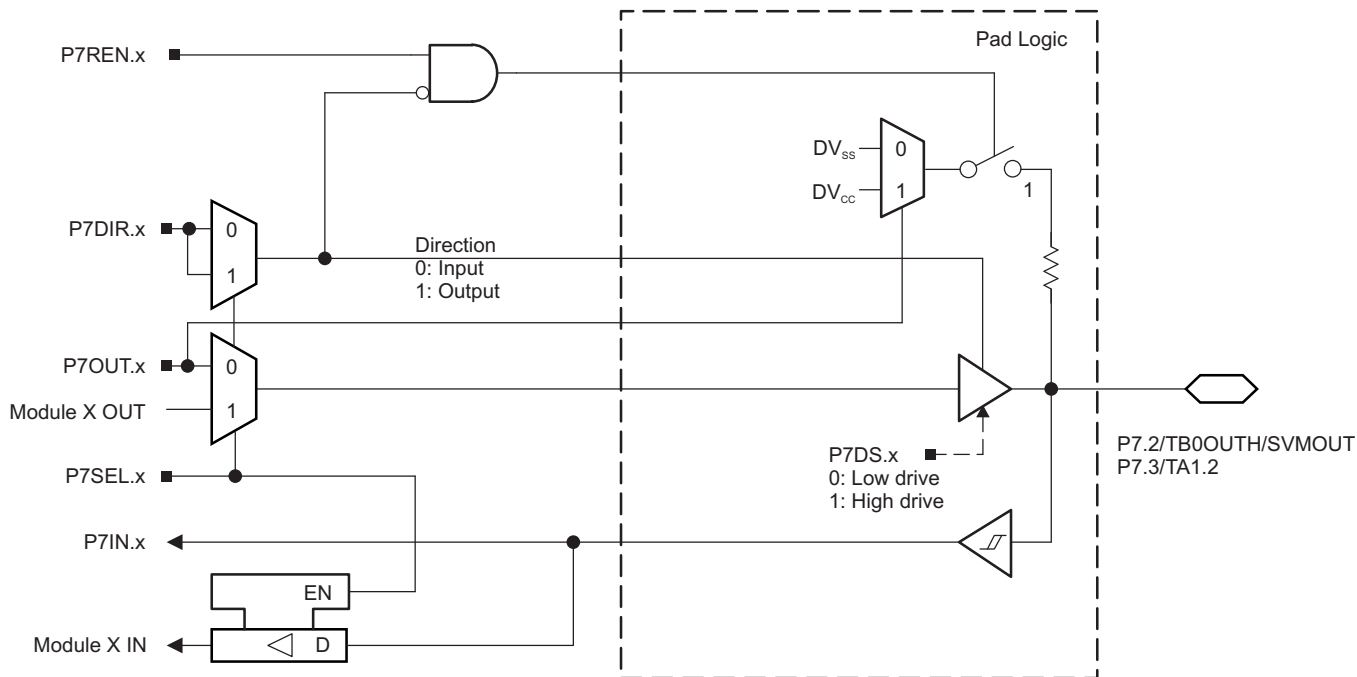 Pad Logic
P7REN.x
DVSS
0
DVCC
1
1
P7DIR.x
0
1
Direction
0: Input
1: Output
P7OUT.x
0
Module X OUT
1
P7DS.x
0: Low drive
1: High drive
P7.2/TB0OUTH/SVMOUT
P7.3/TA1.2
P7SEL.x
P7IN.x
EN
Module X IN
D